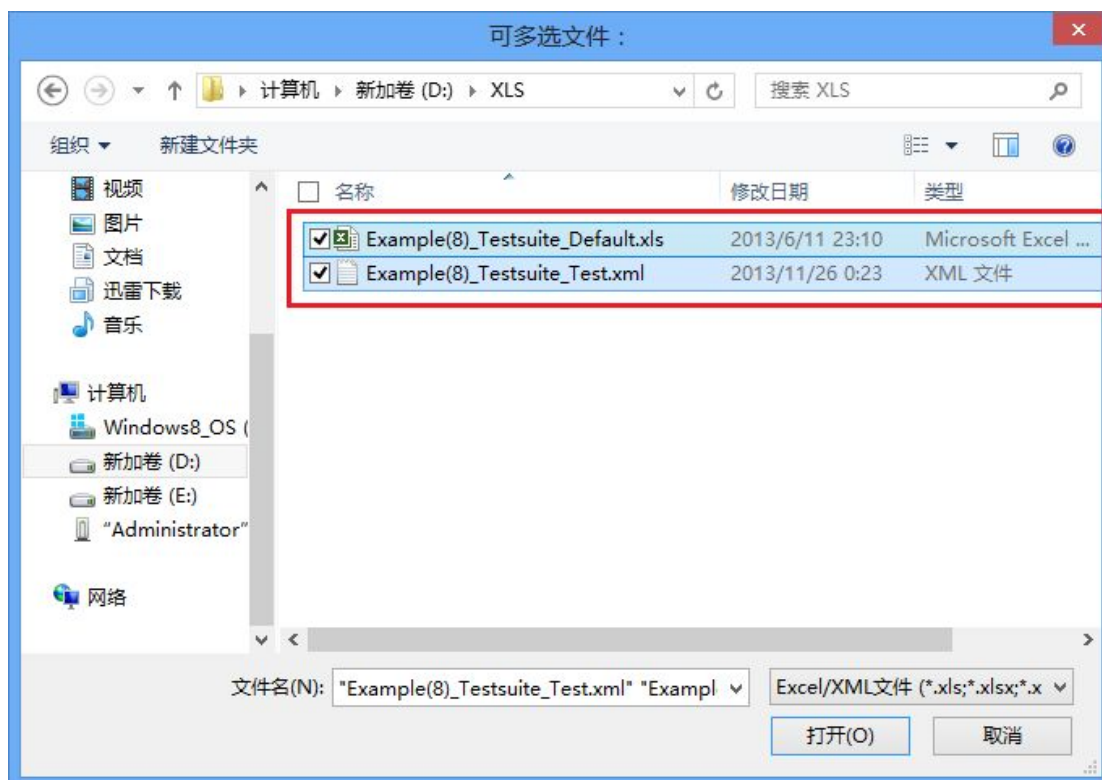 可多选文件：
计算机 新加卷 (D:) XLS
搜索 XLS
组织 新建文件夹
视频
图片
文档
迅雷下载
音乐
计算机
Windows8_OS (
新加卷 (D:)
新加卷 (E:)
“Administrator”
网络
名称 修改日期 类型
Example(8)_Testsuite_Default.xls 2013/6/11 23:10 Microsoft Excel ...
Example(8)_Testsuite_Test.xml 2013/11/26 0:23 XML 文件
文件名(N): "Example(8)_Testsuite_Test.xml" "Exampl Excel/XML文件 (*.xls;*.xlsx;*.x
打开(O) 取消